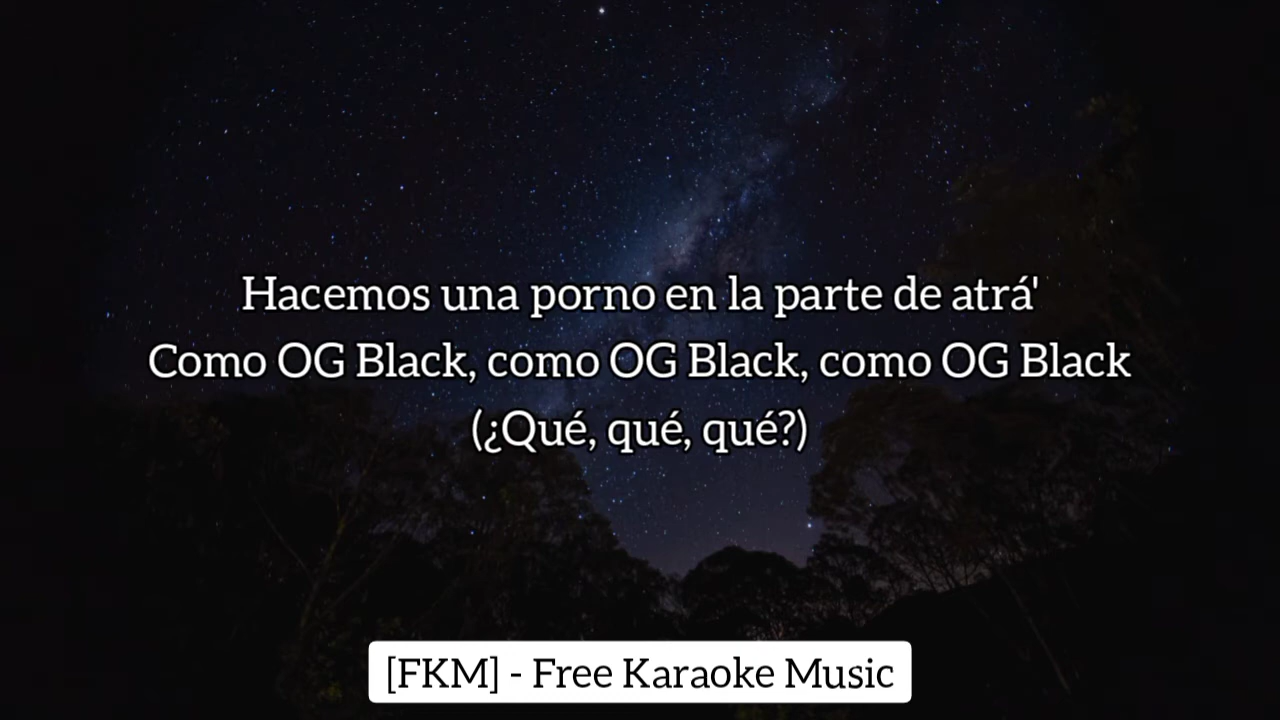 Hacemos una porno en la parte de atrá'
Como OG Black, como OG Black, como OG Black
(¿Qué, qué, qué?)
[FKM] - Free Karaoke Music